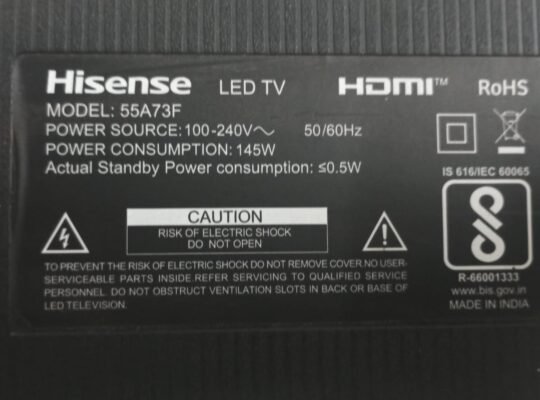 Hisense LED TV HDMI™ RoHS
MODEL: 55A73F
POWER SOURCE: 100-240V～ 50/60Hz
POWER CONSUMPTION: 145W
Actual Standby Power consumption: ≤0.5W
IS 616/IEC 60065
CAUTION
RISK OF ELECTRIC SHOCK
DO NOT OPEN
TO PREVENT THE RISK OF ELECTRIC SHOCK DO NOT REMOVE COVER.NO USER-
SERVICEABLE PARTS INSIDE.REFER SERVICING TO QUALIFIED SERVICE
PERSONNEL. DO NOT OBSTRUCT VENTILATION SLOTS IN BACK OR BASE OF
LED TELEVISION.
R-66001333
www.bis.gov.in
MADE IN INDIA